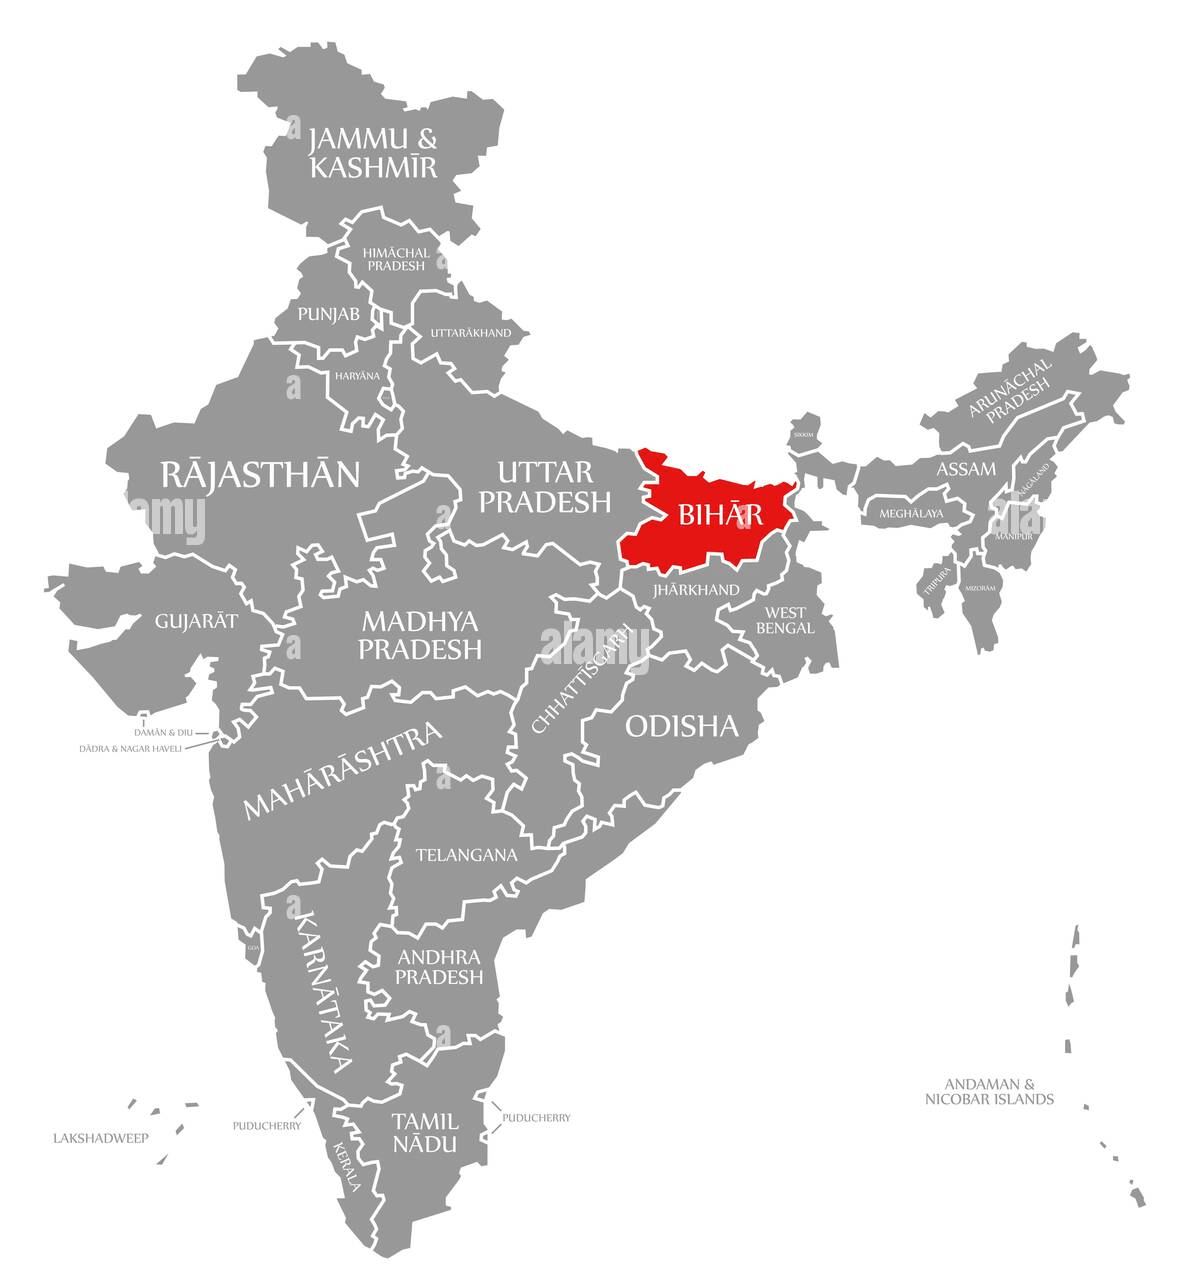 JAMMU &
KASHMĪR
HIMĀCHAL
PRADESH
PUNJAB
UTTARĀKHAND
HARYĀNA
ARUNĀCHAL
PRADESH
SIKKIM
RĀJASTHĀN
UTTAR
PRADESH
BIHĀR
ASSAM
NĀGĀLAND
MEGHĀLAYA
MANIPUR
TRIPURA
MIZORĀM
JHĀRKHAND
WEST
BENGAL
GUJARĀT
MADHYA
PRADESH
CHHATTĪSGARH
ODISHA
DAMĀN & DIU
DĀDRA & NAGAR HAVELI
MAHĀRĀSHTRA
TELANGANA
GOA
KARNĀTAKA
ANDHRA
PRADESH
ANDAMAN &
NICOBAR ISLANDS
LAKSHADWEEP
PUDUCHERRY
TAMIL
NĀDU
PUDUCHERRY
KERALA
alamy
a